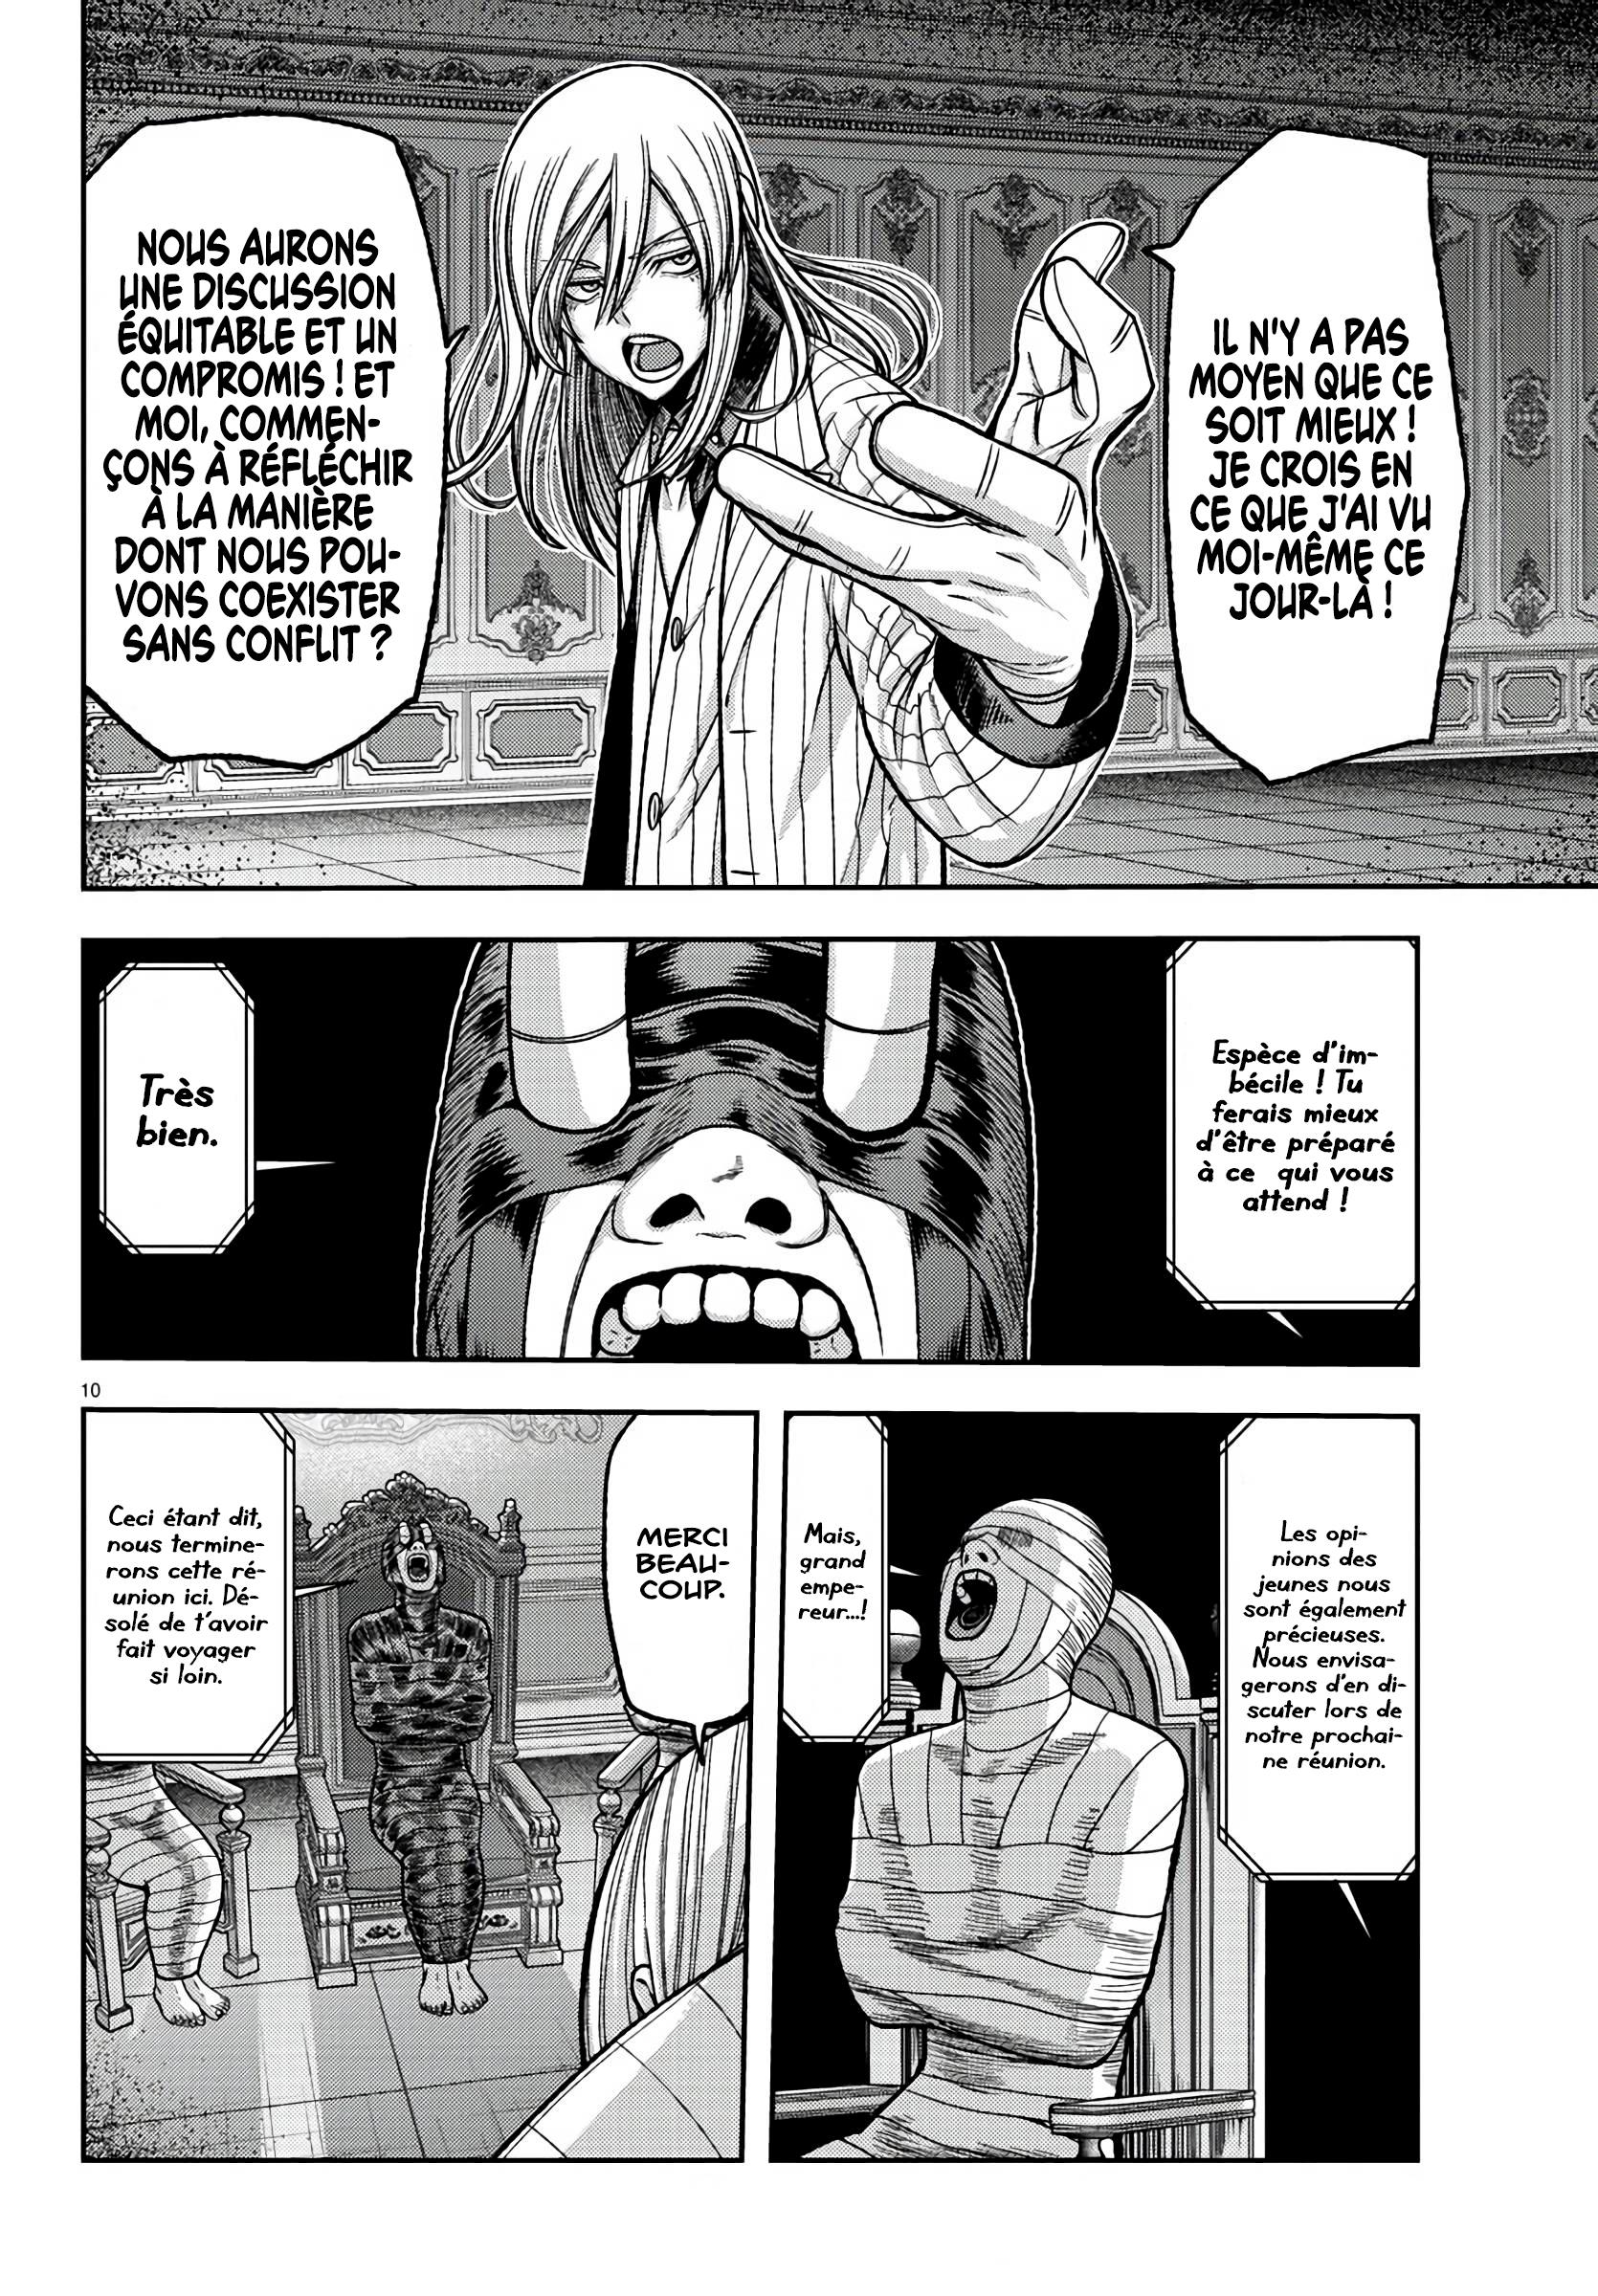 IL N'Y A PAS
MOYEN QUE CE
SOIT MIEUX !
JE CROIS EN
CE QUE J'AI VU
MOI-MÊME CE
JOUR-LÀ !
NOUS AURONS
UNE DISCUSSION
ÉQUITABLE ET UN
COMPROMIS ! ET
MOI, COMMEN-
ÇONS À RÉFLÉCHIR
À LA MANIÈRE
DONT NOUS POU-
VONS COEXISTER
SANS CONFLIT ?
Espèce d'im-
bécile ! Tu
ferais mieux
d'être préparé
à ce qui vous
attend !
Très
bien.
10
Les opi-
nions des
jeunes nous
sont également
précieuses.
Nous envisa-
gerons d'en di-
scuter lors de
notre prochai-
ne réunion.
Mais,
grand
empe-
reur...!
MERCI
BEAU-
COUP.
Ceci étant dit,
nous termine-
rons cette ré-
union ici. Dé-
solé de t'avoir
fait voyager
si loin.